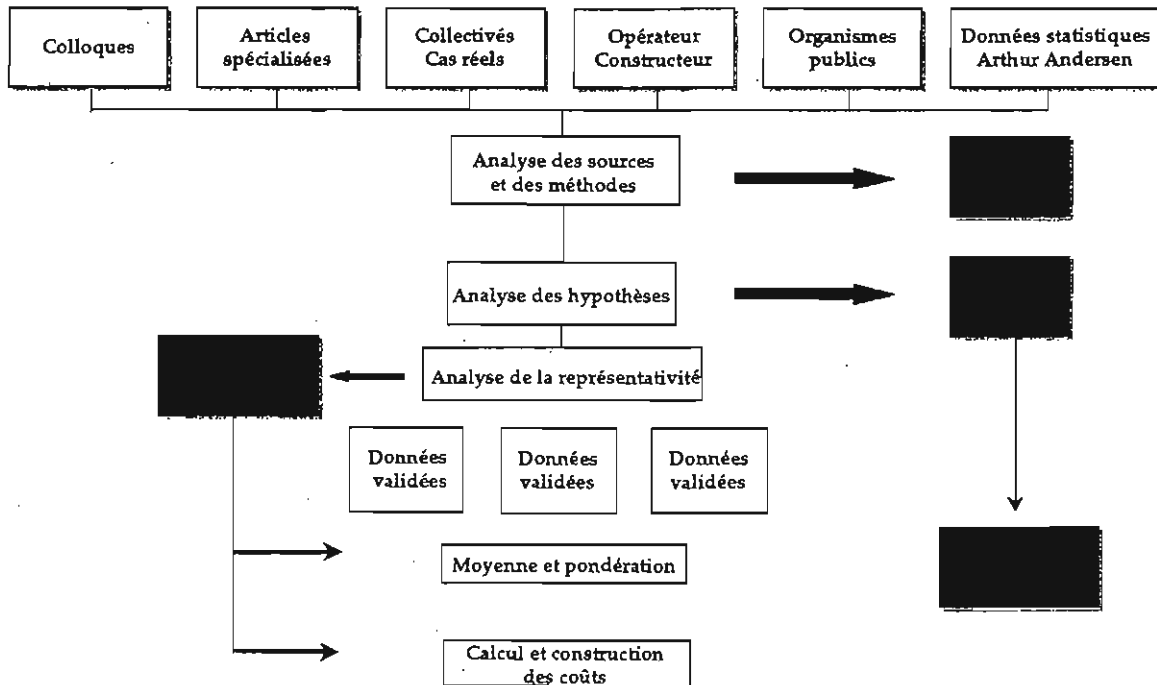 Colloques
Articles
spécialisées
Collectivés
Cas réels
Opérateur
Constructeur
Organismes
publics
Données statistiques
Arthur Andersen
Analyse des sources
et des méthodes
Analyse des hypothèses
Analyse de la représentativité
Données
validées
Données
validées
Données
validées
Moyenne et pondération
Calcul et construction
des coûts